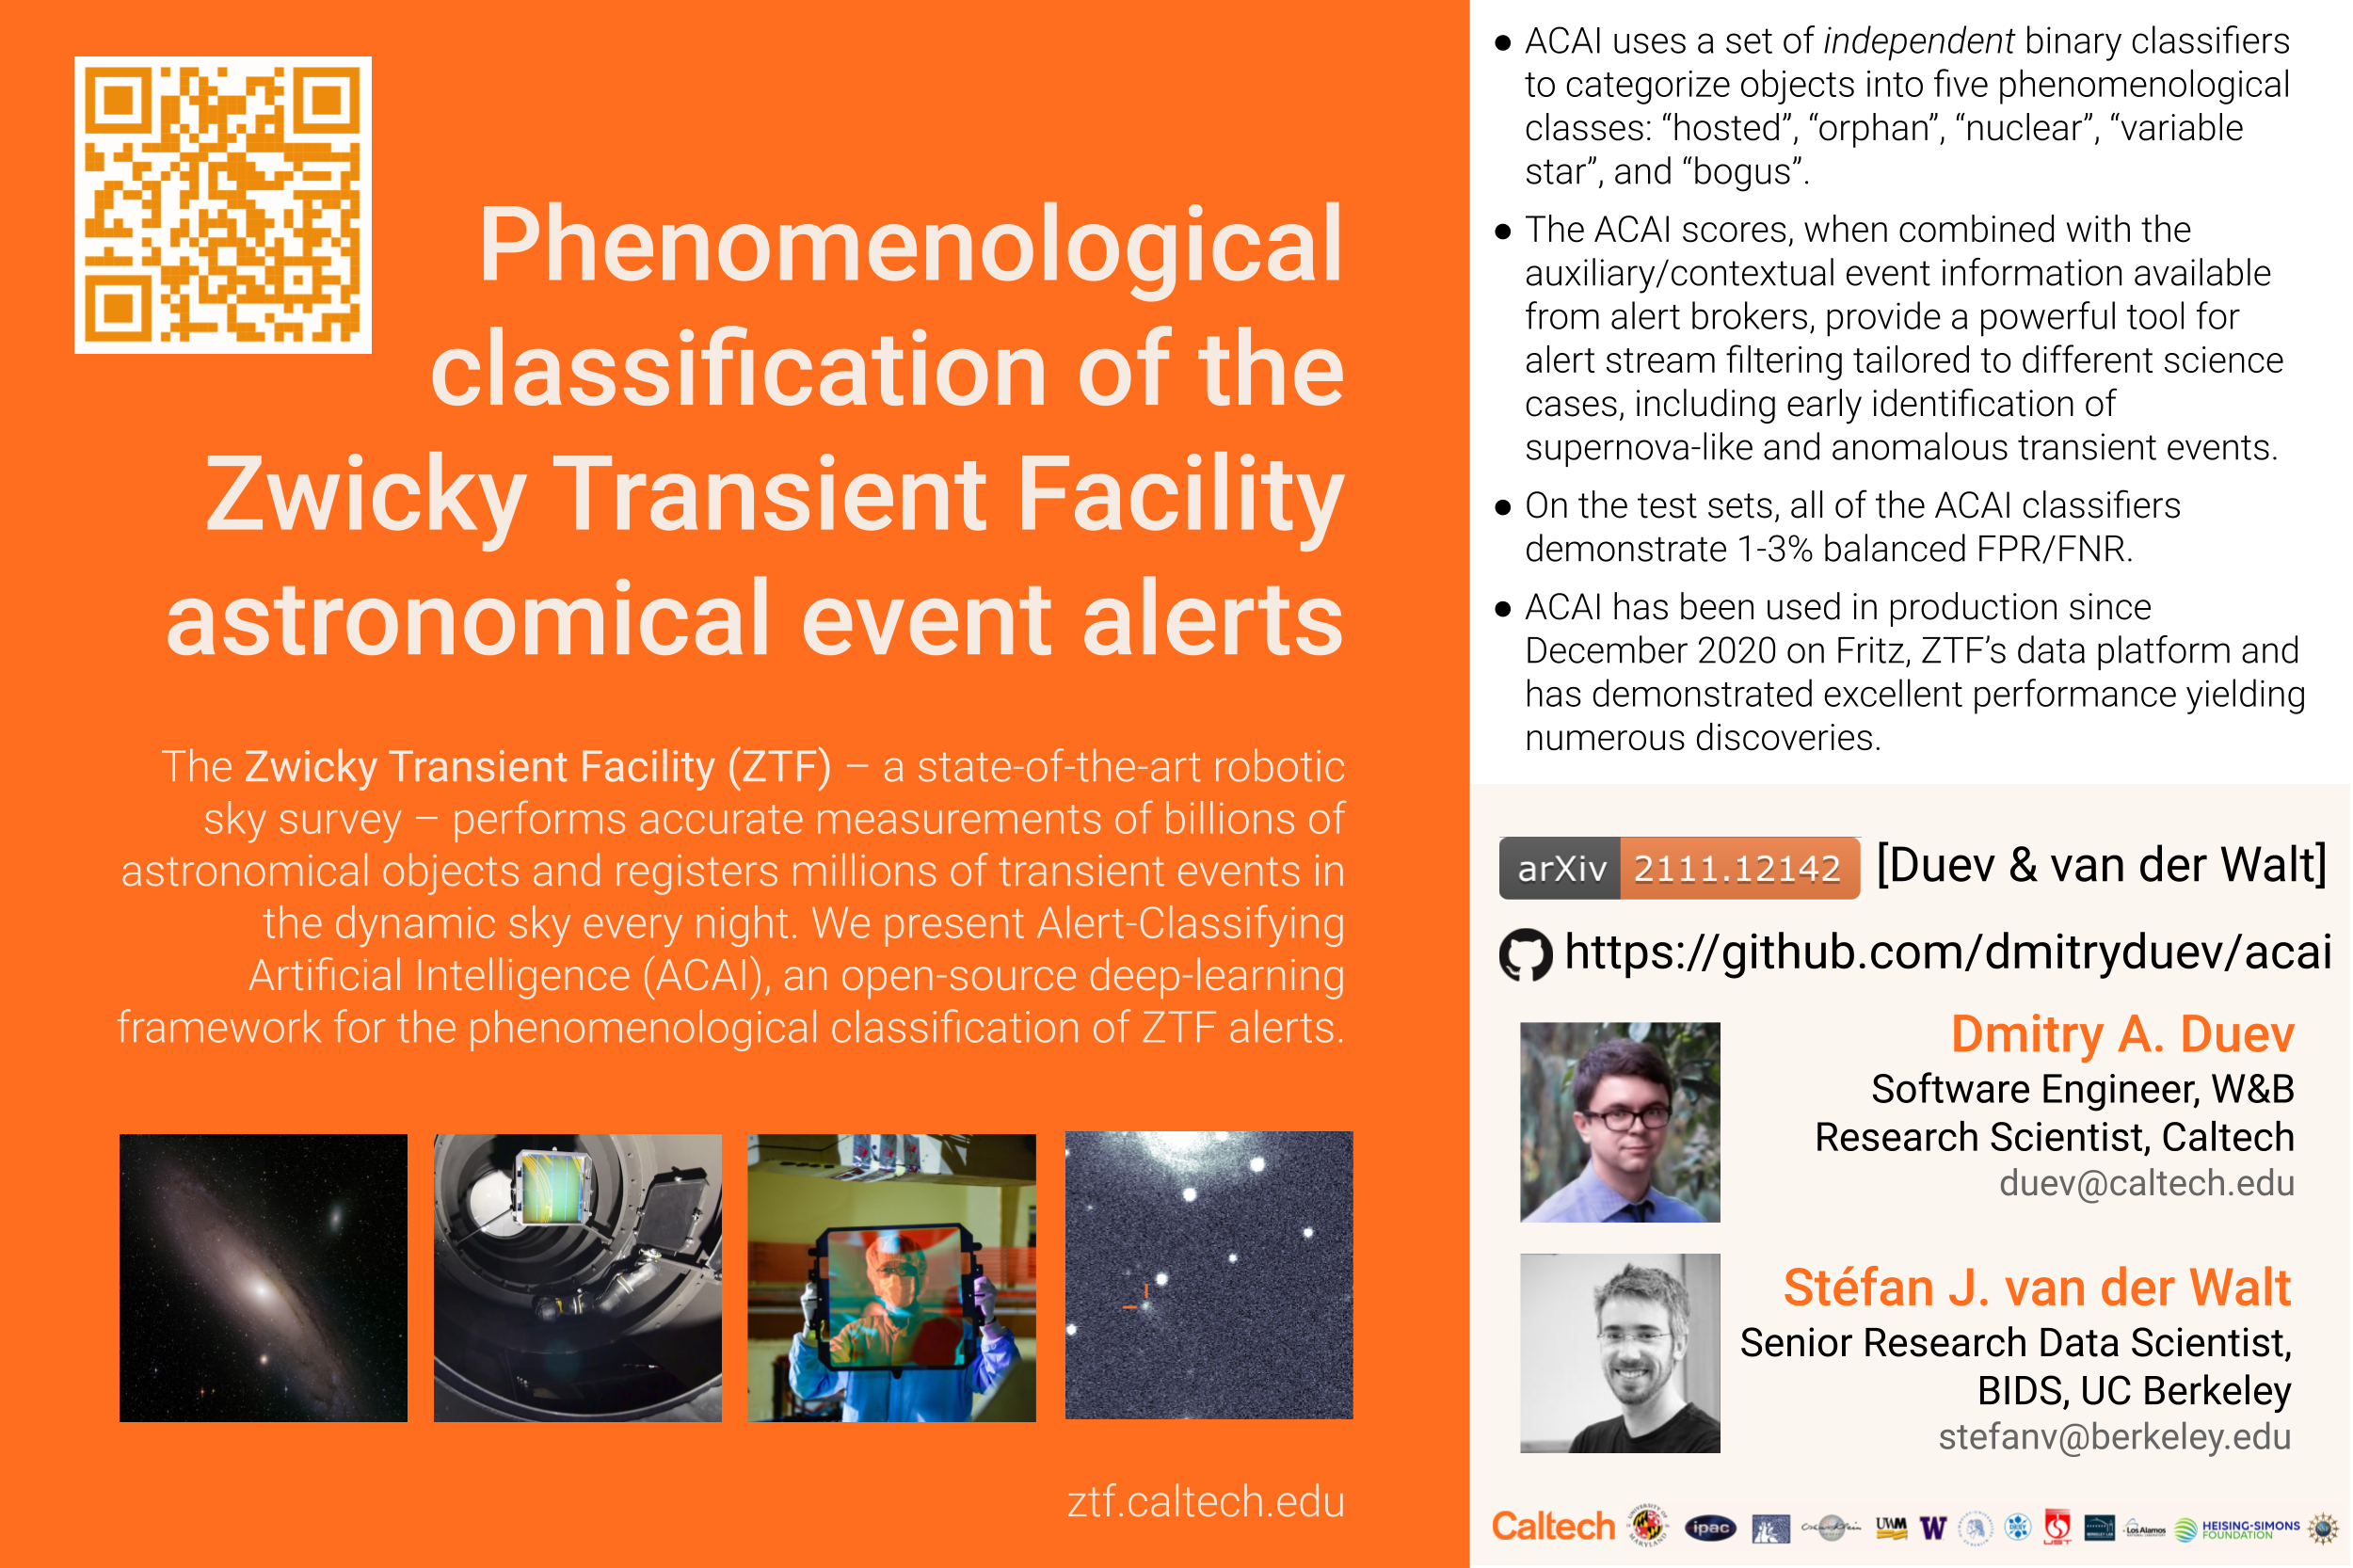 Phenomenological
classification of the
Zwicky Transient Facility
astronomical event alerts
The Zwicky Transient Facility (ZTF) – a state-of-the-art robotic
sky survey – performs accurate measurements of billions of
astronomical objects and registers millions of transient events in
the dynamic sky every night. We present Alert-Classifying
Artificial Intelligence (ACAI), an open-source deep-learning
framework for the phenomenological classification of ZTF alerts.
ztf.caltech.edu
● ACAI uses a set of independent binary classifiers
to categorize objects into five phenomenological
classes: “hosted”, “orphan”, “nuclear”, “variable
star”, and “bogus”.
● The ACAI scores, when combined with the
auxiliary/contextual event information available
from alert brokers, provide a powerful tool for
alert stream filtering tailored to different science
cases, including early identification of
supernova-like and anomalous transient events.
● On the test sets, all of the ACAI classifiers
demonstrate 1-3% balanced FPR/FNR.
● ACAI has been used in production since
December 2020 on Fritz, ZTF’s data platform and
has demonstrated excellent performance yielding
numerous discoveries.
arXiv 2111.12142 [Duev & van der Walt]
https://github.com/dmitryduev/acai
Dmitry A. Duev
Software Engineer, W&B
Research Scientist, Caltech
duev@caltech.edu
Stéfan J. van der Walt
Senior Research Data Scientist,
BIDS, UC Berkeley
stefanv@berkeley.edu
Caltech ipac UWM W DESY Los Alamos HEISING-SIMONS
FOUNDATION